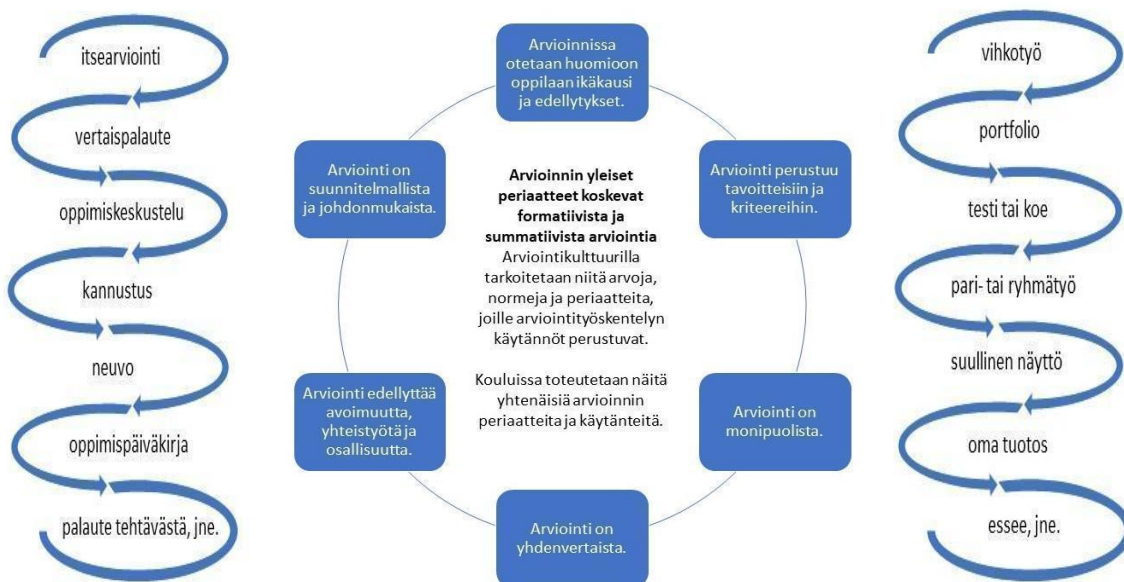 itsearviointi
vertaispalaute
oppimiskeskustelu
kannustus
neuvo
oppimispäiväkirja
palaute tehtävästä, jne.
Arvioinnissa
otetaan huomioon
oppilaan ikäkausi
ja edellytykset.
Arviointi on
suunnitelmallista
ja johdonmukaista.
Arviointi perustuu
tavoitteisiin ja
kriteereihin.
Arvioinnin yleiset
periaatteet koskevat
formatiivista ja
summatiivista arviointia
Arviointikulttuurilla
tarkoitetaan niitä arvoja,
normeja ja periaatteita,
joille arviointityöskentelyn
käytännöt perustuvat.
Kouluissa toteutetaan näitä
yhtenäisiä arvioinnin
periaatteita ja käytänteitä.
Arviointi edellyttää
avoimuutta,
yhteistyötä ja
osallisuutta.
Arviointi on
monipuolista.
Arviointi on
yhdenvertaista.
vihkotyö
portfolio
testi tai koe
pari- tai ryhmätyö
suullinen näyttö
oma tuotos
essee, jne.